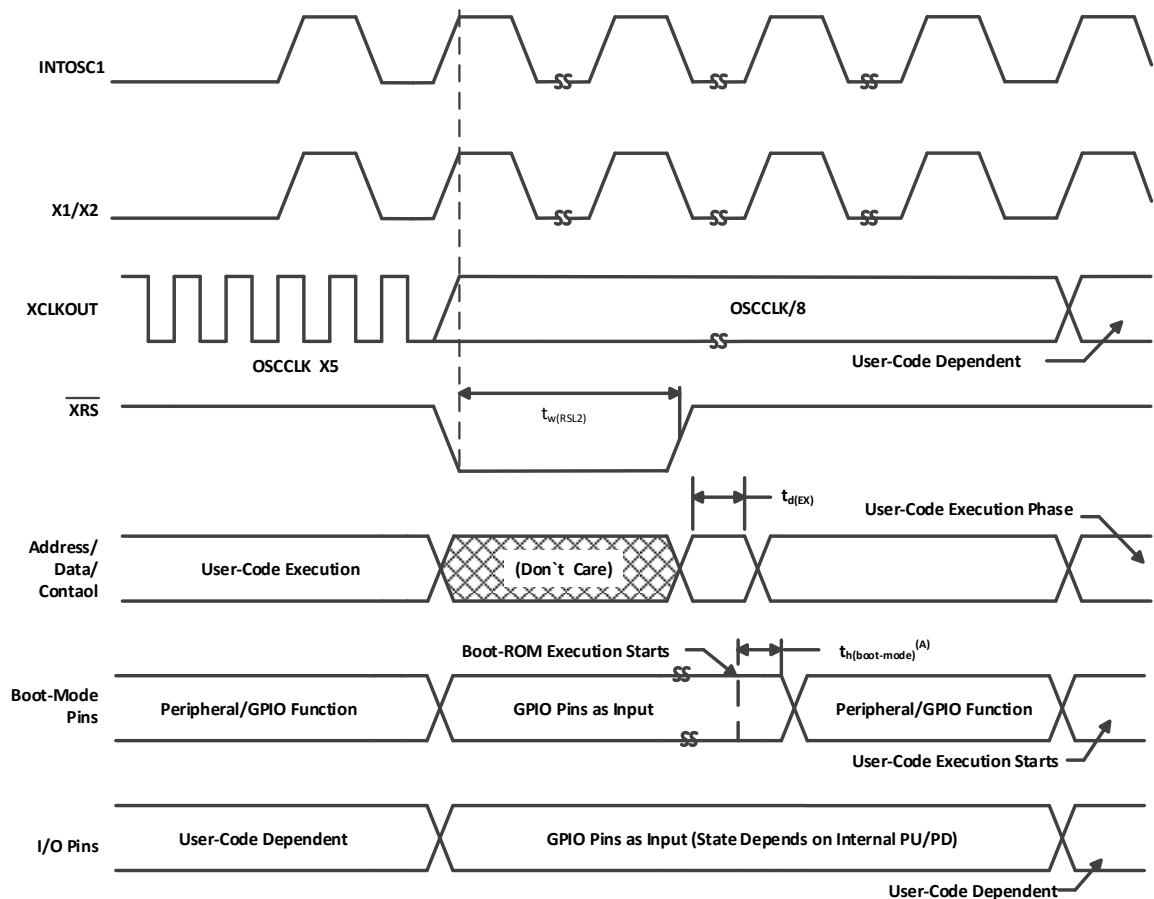 INTOSC1
X1/X2
XCLKOUT
OSCCLK/8
OSCCLK X5
User-Code Dependent
XRS
tw(RSL2)
td(EX)
User-Code Execution Phase
Address/
Data/
Contaol
User-Code Execution
(Don`t Care)
Boot-ROM Execution Starts
th(boot-mode)(A)
Boot-Mode
Pins
Peripheral/GPIO Function
GPIO Pins as Input
Peripheral/GPIO Function
User-Code Execution Starts
I/O Pins
User-Code Dependent
GPIO Pins as Input (State Depends on Internal PU/PD)
User-Code Dependent